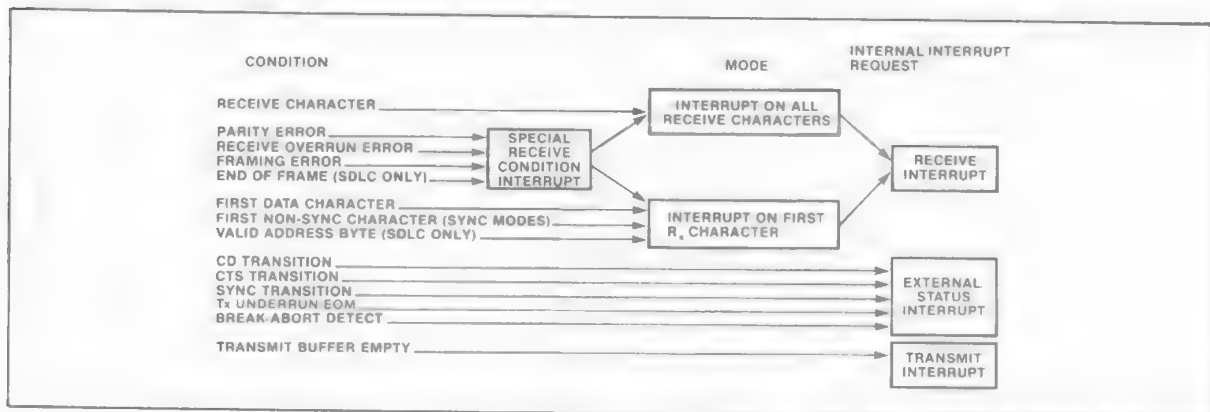 CONDITION
MODE
INTERNAL INTERRUPT
REQUEST
RECEIVE CHARACTER
INTERRUPT ON ALL
RECEIVE CHARACTERS
PARITY ERROR
RECEIVE OVERRUN ERROR
FRAMING ERROR
END OF FRAME (SDLC ONLY)
SPECIAL
RECEIVE
CONDITION
INTERRUPT
RECEIVE
INTERRUPT
FIRST DATA CHARACTER
FIRST NON-SYNC CHARACTER (SYNC MODES)
VALID ADDRESS BYTE (SDLC ONLY)
INTERRUPT ON FIRST
Rx CHARACTER
CD TRANSITION
CTS TRANSITION
SYNC TRANSITION
Tx UNDERRUN EOM
BREAK-ABORT DETECT
EXTERNAL
STATUS
INTERRUPT
TRANSMIT BUFFER EMPTY
TRANSMIT
INTERRUPT